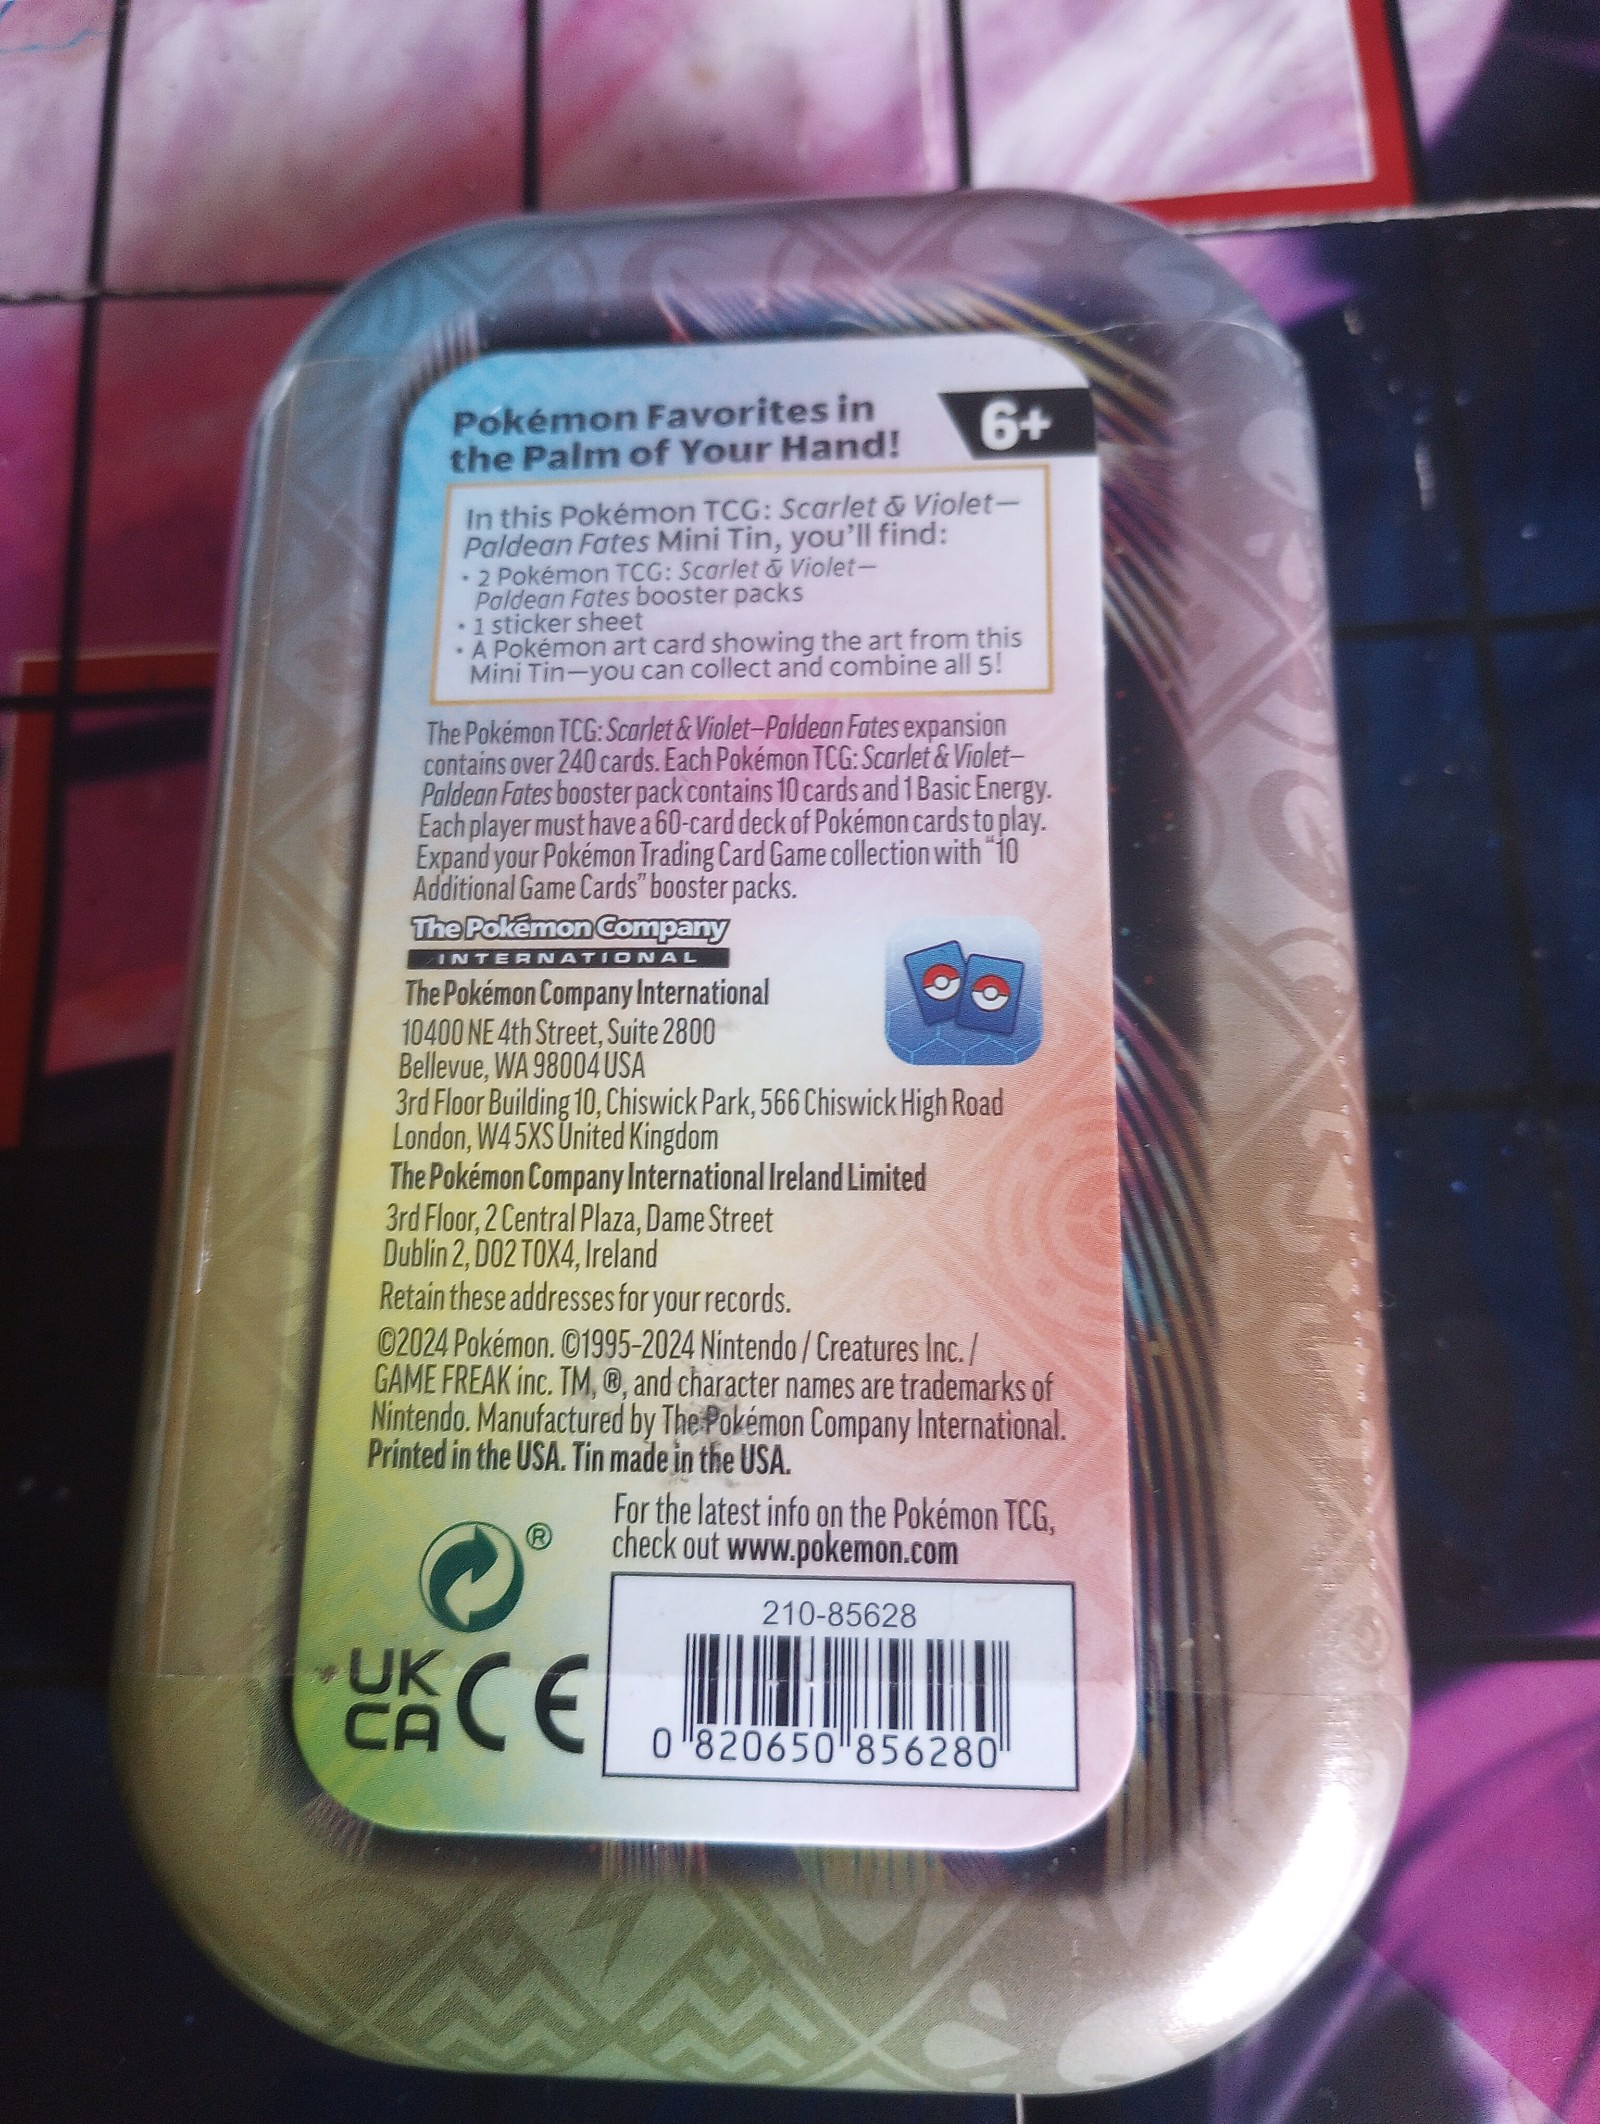 Pokémon Favorites in
the Palm of Your Hand!
6+
In this Pokémon TCG: Scarlet & Violet—
Paldean Fates Mini Tin, you'll find:
• 2 Pokémon TCG: Scarlet & Violet—
Paldean Fates booster packs
• 1 sticker sheet
• A Pokémon art card showing the art from this
Mini Tin—you can collect and combine all 5!
The Pokémon TCG: Scarlet & Violet—Paldean Fates expansion
contains over 240 cards. Each Pokémon TCG: Scarlet & Violet—
Paldean Fates booster pack contains 10 cards and 1 Basic Energy.
Each player must have a 60-card deck of Pokémon cards to play.
Expand your Pokémon Trading Card Game collection with "10
Additional Game Cards" booster packs.
The Pokémon Company
INTERNATIONAL
The Pokémon Company International
10400 NE 4th Street, Suite 2800
Bellevue, WA 98004 USA
3rd Floor Building 10, Chiswick Park, 566 Chiswick High Road
London, W4 5XS United Kingdom
The Pokémon Company International Ireland Limited
3rd Floor, 2 Central Plaza, Dame Street
Dublin 2, D02 T0X4, Ireland
Retain these addresses for your records.
©2024 Pokémon. ©1995–2024 Nintendo / Creatures Inc. /
GAME FREAK inc. TM, ®, and character names are trademarks of
Nintendo. Manufactured by The Pokémon Company International.
Printed in the USA. Tin made in the USA.
For the latest info on the Pokémon TCG,
check out www.pokemon.com
®
UK
CA
CE
210-85628
0 820650 856280